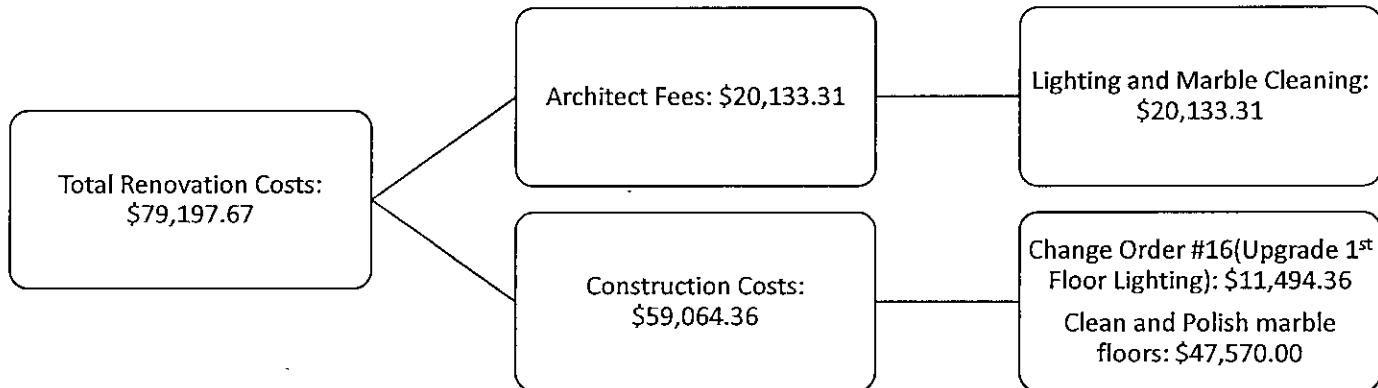 Total Renovation Costs:
$79,197.67
Architect Fees: $20,133.31
Lighting and Marble Cleaning:
$20,133.31
Construction Costs:
$59,064.36
Change Order #16(Upgrade 1st
Floor Lighting): $11,494.36
Clean and Polish marble
floors: $47,570.00